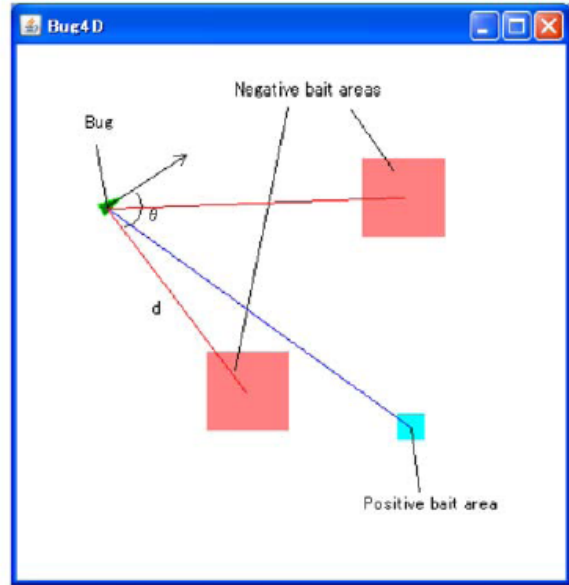 Bug4D
Negative bait areas
Bug
θ
d
Positive bait area